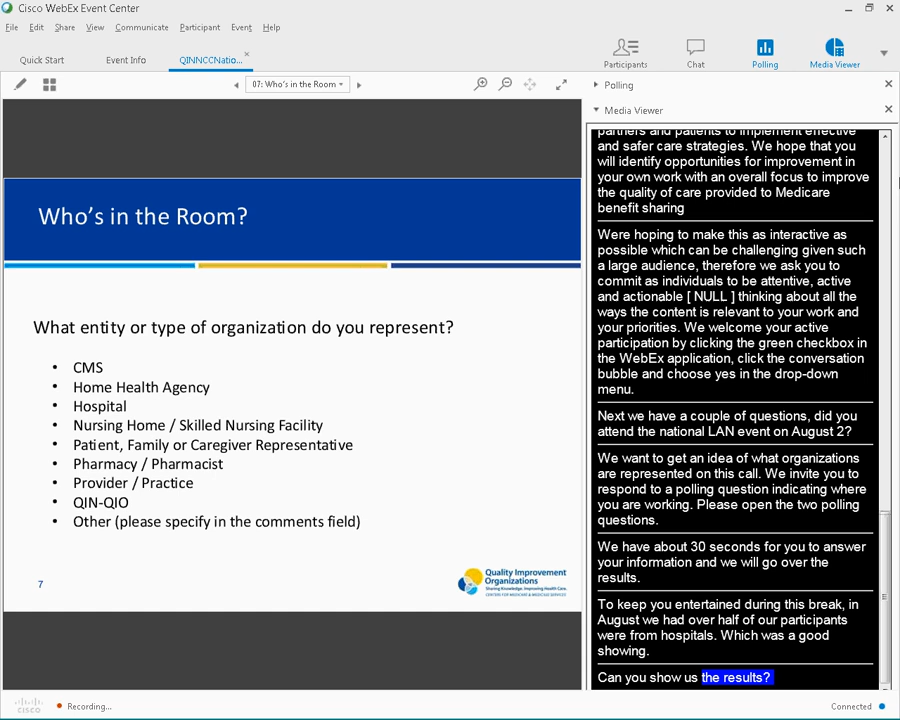 Cisco WebEx Event Center
File Edit Share View Communicate Participant Event Help
Quick Start Event Info QINNCCNatio...
Participants Chat Polling Media Viewer
07: Who's in the Room
Polling
Media Viewer
Who's in the Room?
What entity or type of organization do you represent?
• CMS
• Home Health Agency
• Hospital
• Nursing Home / Skilled Nursing Facility
• Patient, Family or Caregiver Representative
• Pharmacy / Pharmacist
• Provider / Practice
• QIN-QIO
• Other (please specify in the comments field)
7
Quality Improvement
Organizations
Sharing Knowledge. Improving Health Care.
CENTERS FOR MEDICARE & MEDICAID SERVICES
partners and patients to implement effective
and safer care strategies. We hope that you
will identify opportunities for improvement in
your own work with an overall focus to improve
the quality of care provided to Medicare
benefit sharing
Were hoping to make this as interactive as
possible which can be challenging given such
a large audience, therefore we ask you to
commit as individuals to be attentive, active
and actionable [ NULL ] thinking about all the
ways the content is relevant to your work and
your priorities. We welcome your active
participation by clicking the green checkbox in
the WebEx application, click the conversation
bubble and choose yes in the drop-down
menu.
Next we have a couple of questions, did you
attend the national LAN event on August 2?
We want to get an idea of what organizations
are represented on this call. We invite you to
respond to a polling question indicating where
you are working. Please open the two polling
questions.
We have about 30 seconds for you to answer
your information and we will go over the
results.
To keep you entertained during this break, in
August we had over half of our participants
were from hospitals. Which was a good
showing.
Can you show us the results?
cisco
Recording...
Connected